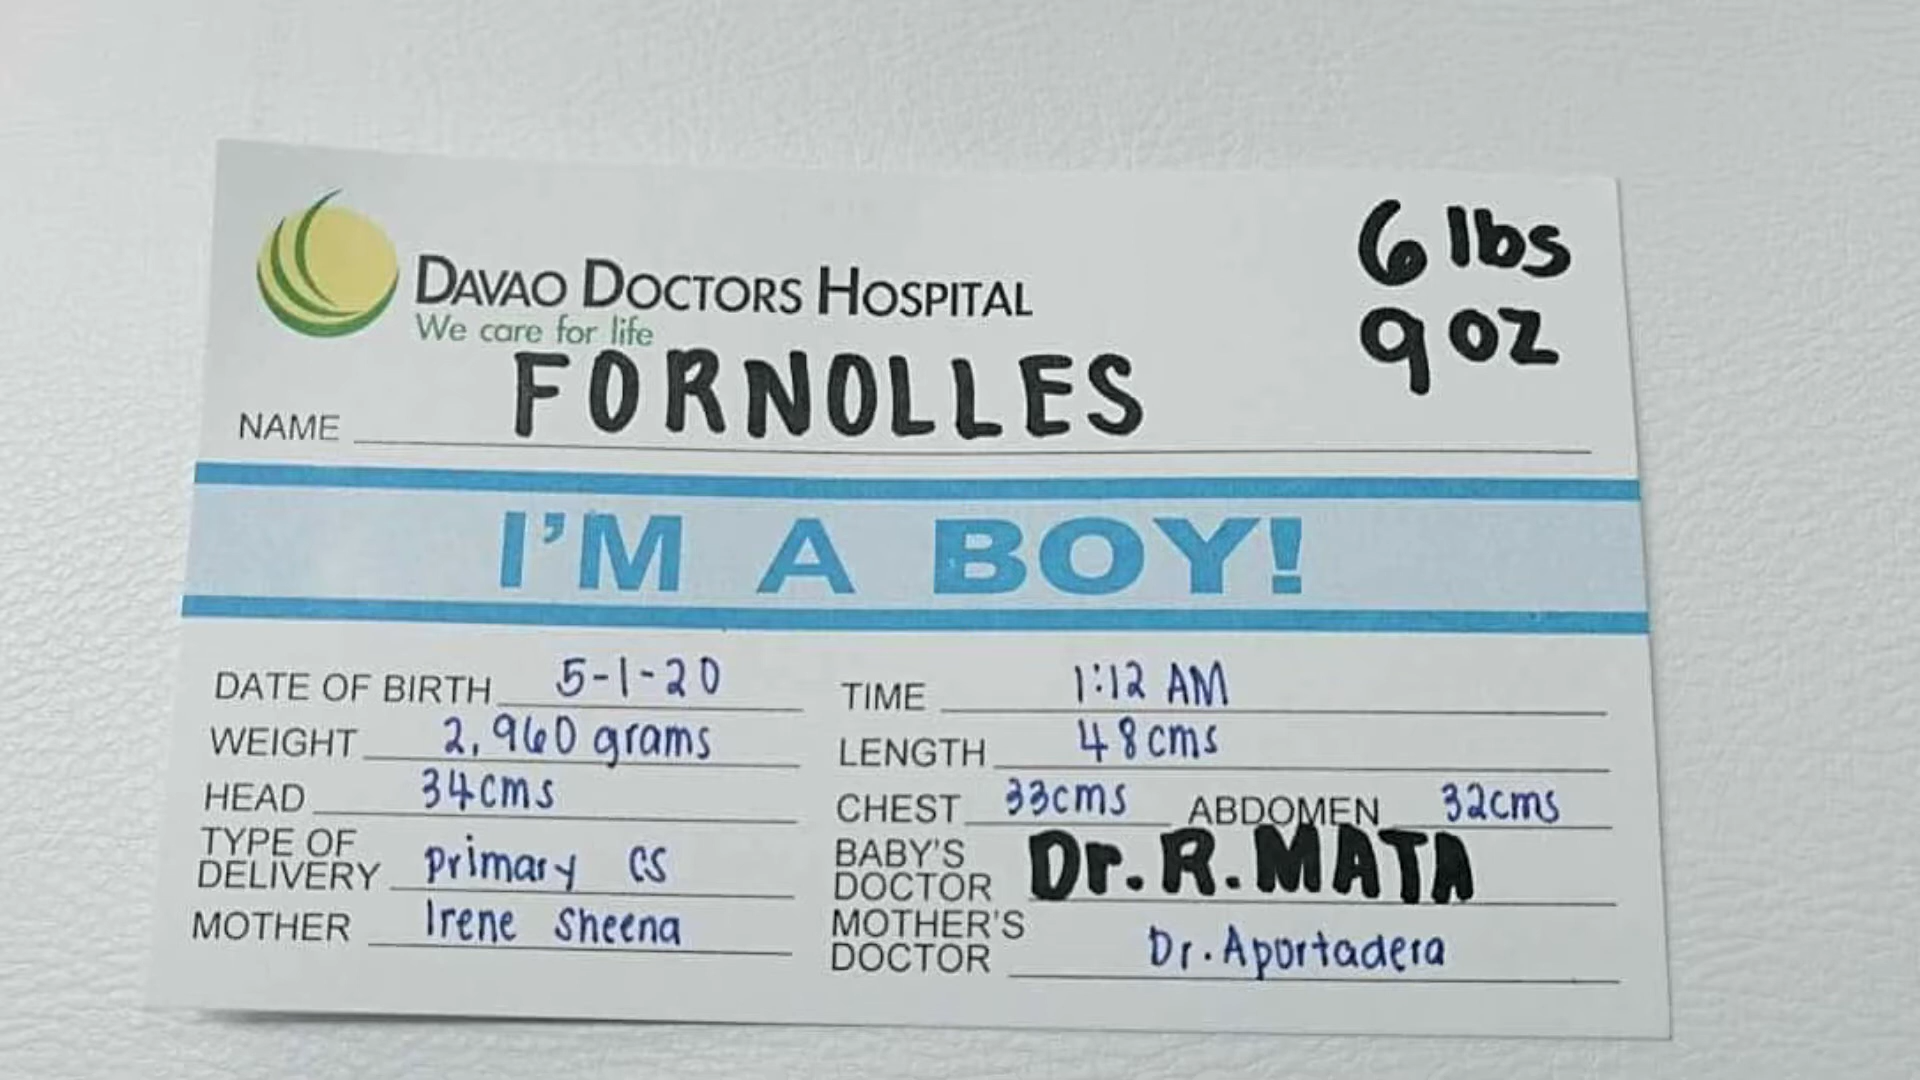 DAVAO DOCTORS HOSPITAL
We care for life
6 lbs
9 oz
NAME FORNOLLES
I'M A BOY!
DATE OF BIRTH 5-1-20 TIME 1:12 AM
WEIGHT 2,960 grams LENGTH 48cms
HEAD 34cms CHEST 33cms ABDOMEN 32cms
TYPE OF
DELIVERY Primary CS
BABY'S
DOCTOR Dr. R. MATA
MOTHER Irene Sheena
MOTHER'S
DOCTOR Dr. Aportadera